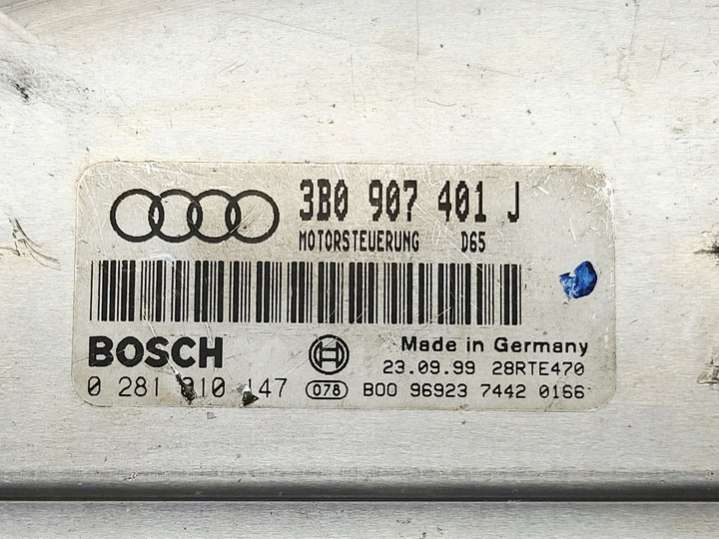 3B0 907 401 J
MOTORSTEUERUNG D65
BOSCH
Made in Germany
23.09.99 28RTE470
0 281 010 147
078
B00 96923 7442 0166